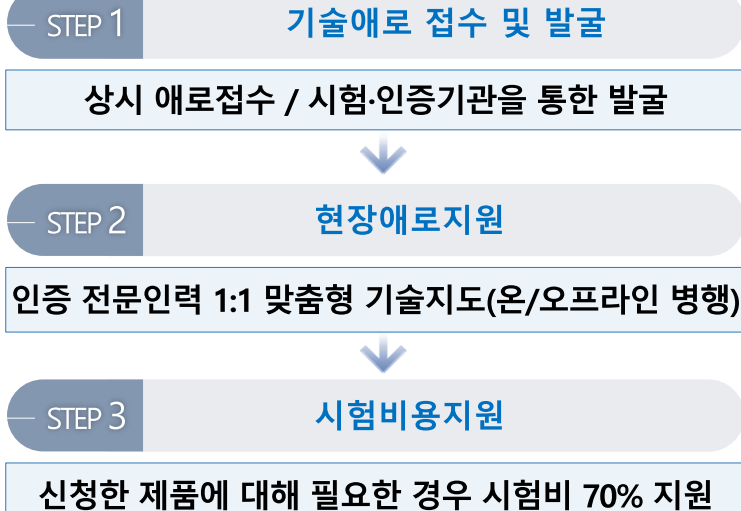 STEP 1 기술애로 접수 및 발굴
상시 애로접수 / 시험·인증기관을 통한 발굴
STEP 2 현장애로지원
인증 전문인력 1:1 맞춤형 기술지도(온/오프라인 병행)
STEP 3 시험비용지원
신청한 제품에 대해 필요한 경우 시험비 70% 지원